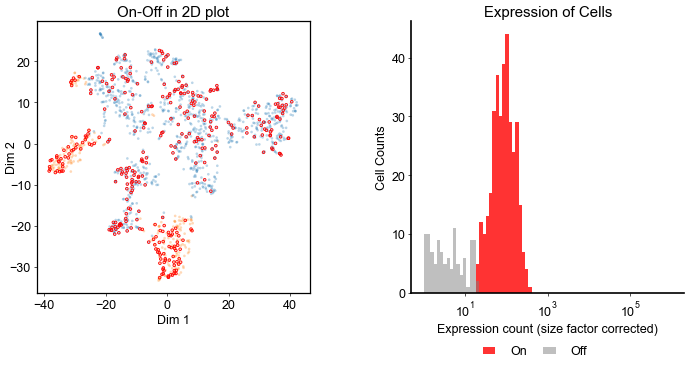 On-Off in 2D plot
20
10
0
−10
−20
−30
Dim 2
−40
−20
0
20
40
Dim 1
Expression of Cells
40
30
20
10
0
Cell Counts
10¹
10³
10⁵
Expression count (size factor corrected)
On
Off